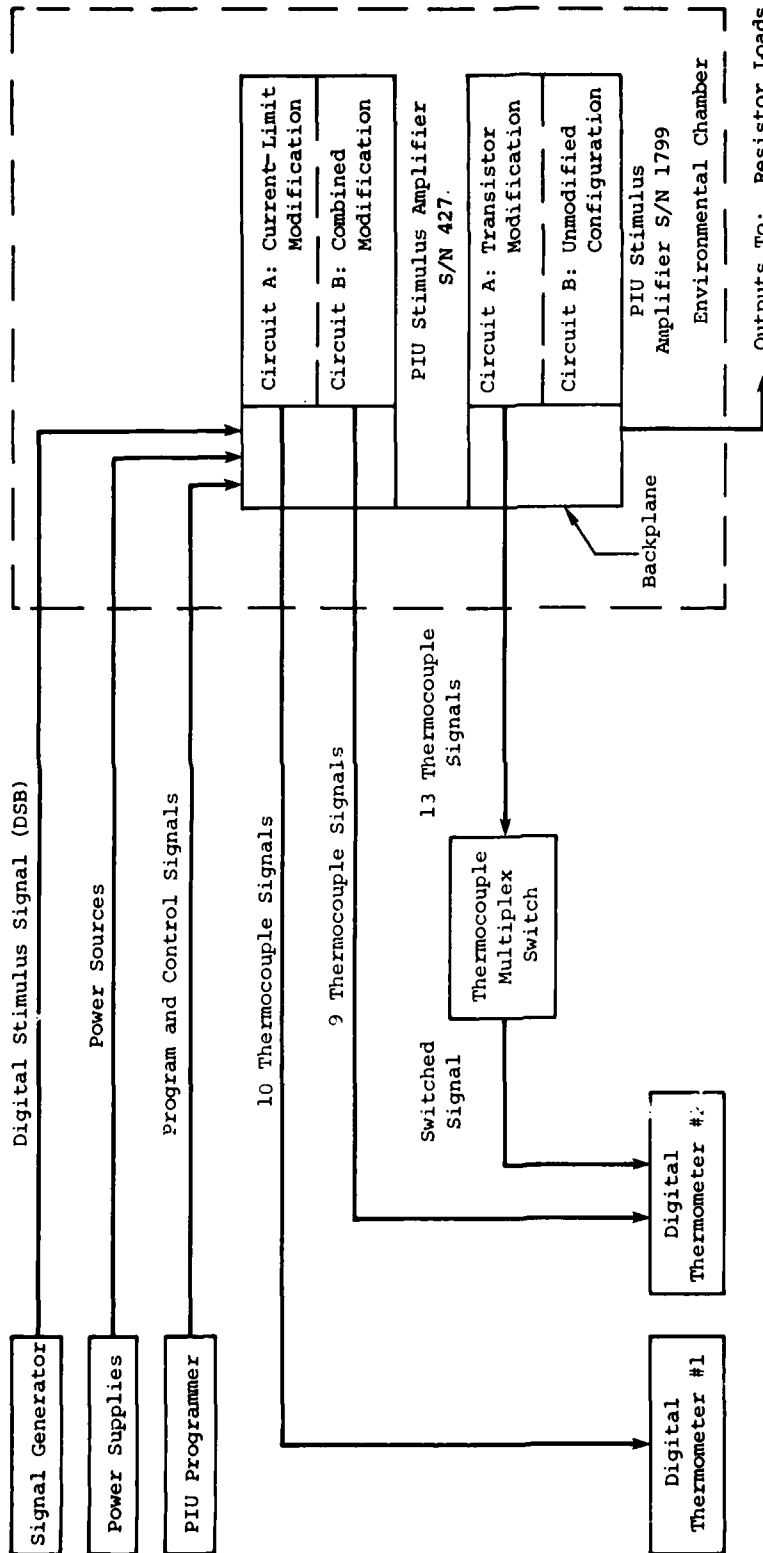 Signal Generator
Power Supplies
PIU Programmer
Digital Stimulus Signal (DSB)
Power Sources
Program and Control Signals
10 Thermocouple Signals
9 Thermocouple Signals
13 Thermocouple
Signals
Thermocouple
Multiplex
Switch
Switched
Signal
Digital
Thermometer #1
Digital
Thermometer #2
Circuit A: Current-Limit
Modification
Circuit B: Combined
Modification
PIU Stimulus Amplifier
S/N 427
Circuit A: Transistor
Modification
Circuit B: Unmodified
Configuration
PIU Stimulus
Amplifier S/N 1799
Environmental Chamber
Backplane
Outputs To: Resistor Loads